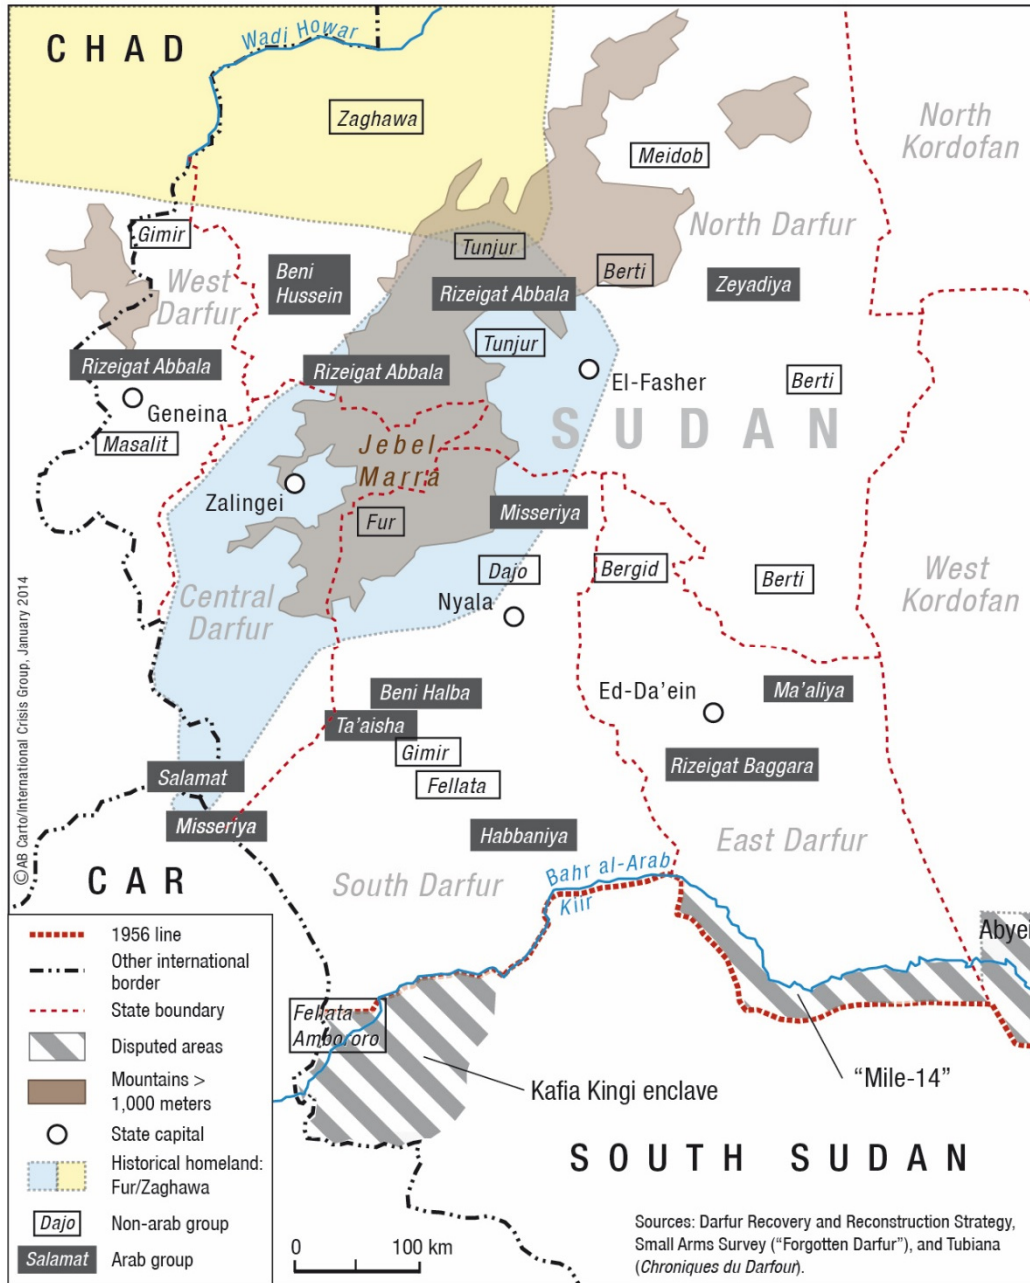 CHAD
Wadi Howar
Zaghawa
North
Kordofan
Meidob
Gimir
North Darfur
Tunjur
Beni
Hussein
West
Darfur
Berti
Zeyadiya
Rizeigat Abbala
Tunjur
Rizeigat Abbala
Rizeigat Abbala
El-Fasher
Berti
Geneina
SUDAN
Masalit
Jebel
Marra
Zalingei
Misseriya
Fur
Dajo
Bergid
Berti
West
Kordofan
Central
Darfur
Nyala
Beni Halba
Ed-Da'ein
Ma'aliya
Ta'aisha
Gimir
Salamat
Fellata
Rizeigat Baggara
Misseriya
Habbaniya
East Darfur
CAR
South Darfur
Bahr al-Arab
Kiir
Abyei
Fellata
Ambororo
Kafia Kingi enclave
"Mile-14"
SOUTH SUDAN
©AB Carto/International Crisis Group, January 2014
1956 line
Other international
border
State boundary
Disputed areas
Mountains >
1,000 meters
State capital
Historical homeland:
Fur/Zaghawa
Dajo
Non-arab group
Salamat
Arab group
0 100 km
Sources: Darfur Recovery and Reconstruction Strategy,
Small Arms Survey ("Forgotten Darfur"), and Tubiana
(Chroniques du Darfour).